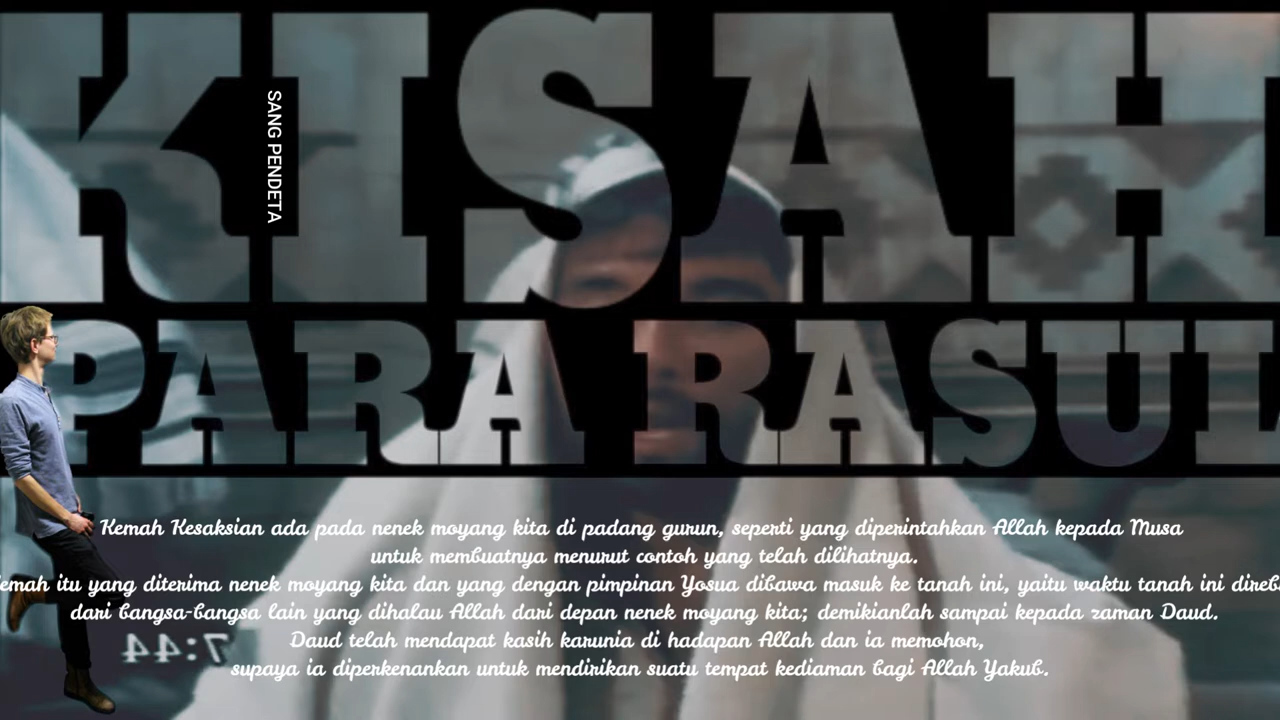 KISAH
SANG PENDETA
PARA RASUL
Kemah Kesaksian ada pada nenek moyang kita di padang gurun, seperti yang diperintahkan Allah kepada Musa
untuk membuatnya menurut contoh yang telah dilihatnya.
itu yang diterima nenek moyang kita dan yang dengan pimpinan Yosua dibawa masuk ke tanah ini, yaitu waktu tanah ini
dari bangsa-bangsa lain yang dihalau Allah dari depan nenek moyang kita; demikianlah sampai kepada zaman Daud.
7:44
Daud telah mendapat kasih karunia di hadapan Allah dan ia memohon,
supaya ia diperkenankan untuk mendirikan suatu tempat kediaman bagi Allah Yakub.